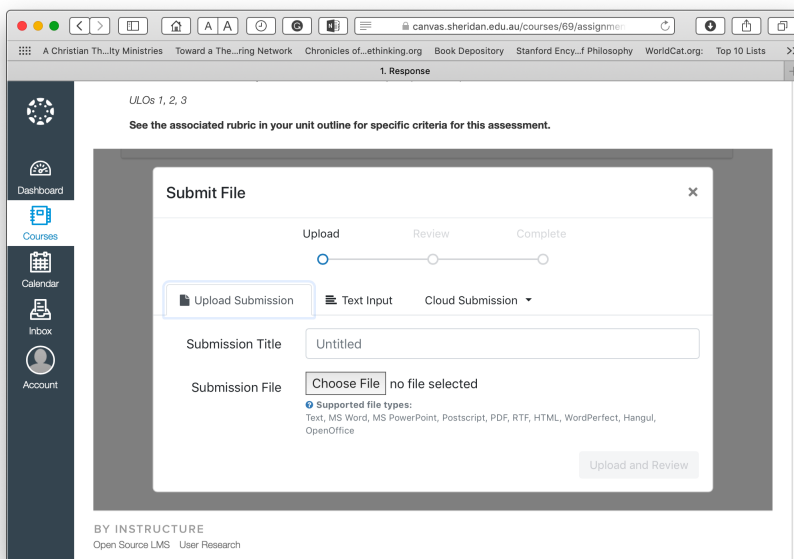 A A
canvas.sheridan.edu.au/courses/69/assignmen
A Christian Th...lty Ministries Toward a The...ring Network Chronicles of...ethinking.org Book Depository Stanford Ency...f Philosophy WorldCat.org: Top 10 Lists
1. Response
ULOs 1, 2, 3
See the associated rubric in your unit outline for specific criteria for this assessment.
Dashboard
Courses
Calendar
Inbox
Account
Submit File
Upload Review Complete
Upload Submission Text Input Cloud Submission
Submission Title Untitled
Submission File Choose File no file selected
Supported file types:
Text, MS Word, MS PowerPoint, Postscript, PDF, RTF, HTML, WordPerfect, Hangul,
OpenOffice
Upload and Review
BY INSTRUCTURE
Open Source LMS User Research